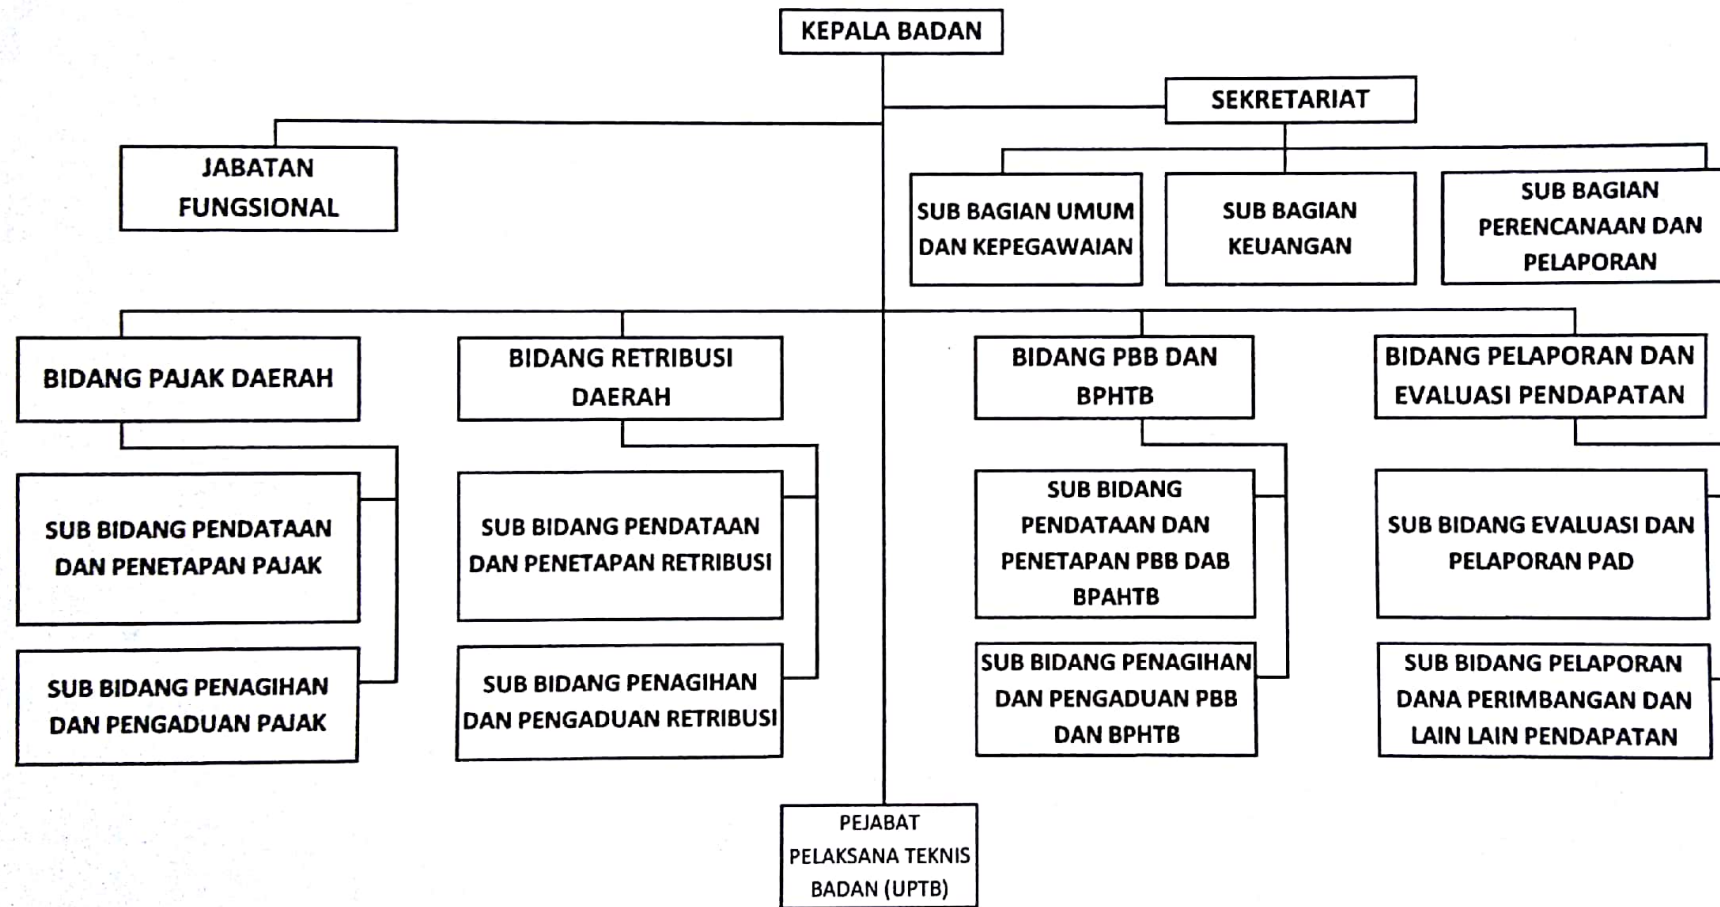 KEPALA BADAN
SEKRETARIAT
JABATAN
FUNGSIONAL
SUB BAGIAN UMUM
DAN KEPEGAWAIAN
SUB BAGIAN
KEUANGAN
SUB BAGIAN
PERENCANAAN DAN
PELAPORAN
BIDANG PAJAK DAERAH
BIDANG RETRIBUSI
DAERAH
BIDANG PBB DAN
BPHTB
BIDANG PELAPORAN DAN
EVALUASI PENDAPATAN
SUB BIDANG PENDATAAN
DAN PENETAPAN PAJAK
SUB BIDANG PENDATAAN
DAN PENETAPAN RETRIBUSI
SUB BIDANG
PENDATAAN DAN
PENETAPAN PBB DAB
BPAHTB
SUB BIDANG EVALUASI DAN
PELAPORAN PAD
SUB BIDANG PENAGIHAN
DAN PENGADUAN PAJAK
SUB BIDANG PENAGIHAN
DAN PENGADUAN RETRIBUSI
SUB BIDANG PENAGIHAN
DAN PENGADUAN PBB
DAN BPHTB
SUB BIDANG PELAPORAN
DANA PERIMBANGAN DAN
LAIN LAIN PENDAPATAN
PEJABAT
PELAKSANA TEKNIS
BADAN (UPTB)